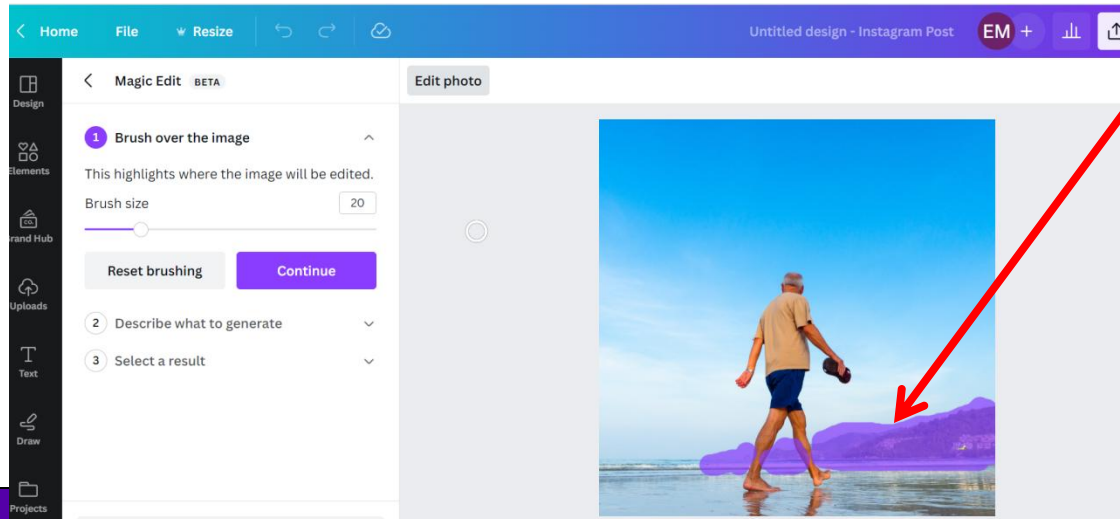 Home File Resize Untitled design - Instagram Post EM +
Design
Elements
CO.
Brand Hub
Uploads
T
Text
Draw
Projects
Magic Edit BETA
1 Brush over the image
This highlights where the image will be edited.
Brush size 20
Reset brushing Continue
2 Describe what to generate
3 Select a result
Edit photo